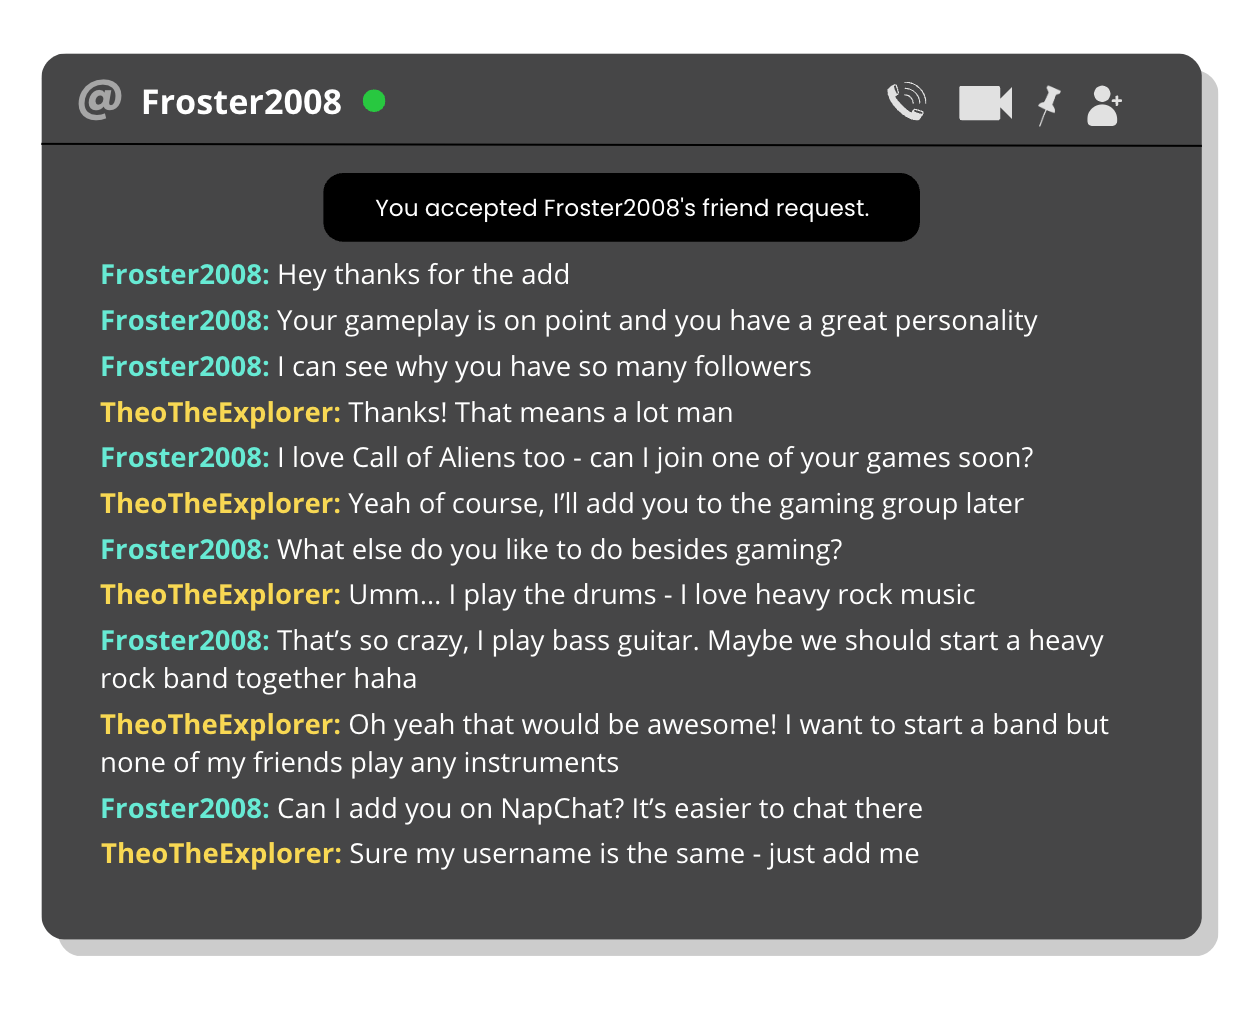 @ Froster2008
You accepted Froster2008's friend request.
Froster2008: Hey thanks for the add
Froster2008: Your gameplay is on point and you have a great personality
Froster2008: I can see why you have so many followers
TheoTheExplorer: Thanks! That means a lot man
Froster2008: I love Call of Aliens too - can I join one of your games soon?
TheoTheExplorer: Yeah of course, I’ll add you to the gaming group later
Froster2008: What else do you like to do besides gaming?
TheoTheExplorer: Umm... I play the drums - I love heavy rock music
Froster2008: That’s so crazy, I play bass guitar. Maybe we should start a heavy
rock band together haha
TheoTheExplorer: Oh yeah that would be awesome! I want to start a band but
none of my friends play any instruments
Froster2008: Can I add you on NapChat? It’s easier to chat there
TheoTheExplorer: Sure my username is the same - just add me